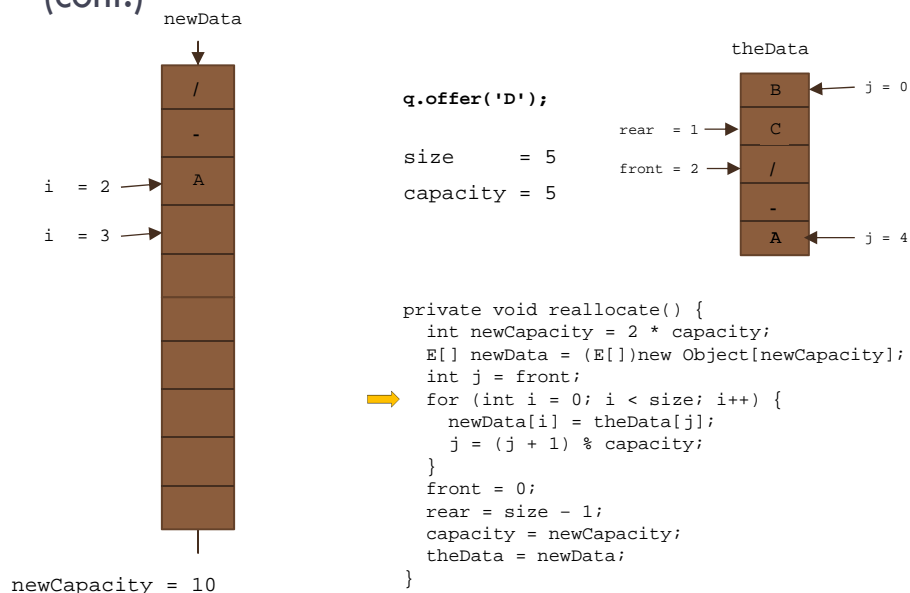 (cont.)
newData
/
-
A
i = 2
i = 3
newCapacity = 10
q.offer('D');
size = 5
capacity = 5
theData
B
C
/
-
A
j = 0
rear = 1
front = 2
j = 4
private void reallocate() {
int newCapacity = 2 * capacity;
E[] newData = (E[])new Object[newCapacity];
int j = front;
for (int i = 0; i < size; i++) {
newData[i] = theData[j];
j = (j + 1) % capacity;
}
front = 0;
rear = size – 1;
capacity = newCapacity;
theData = newData;
}